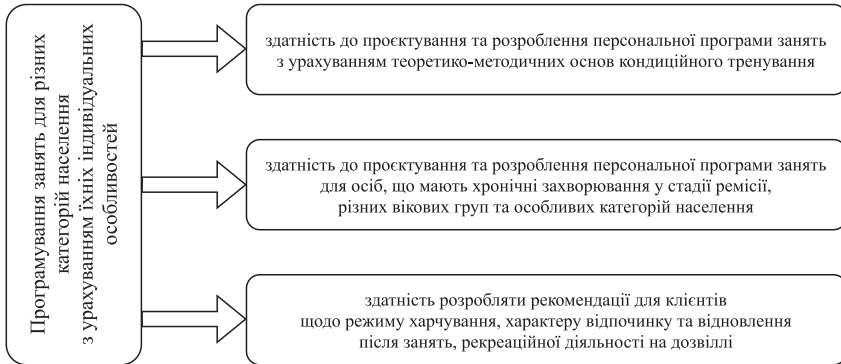 Програмування занять для різних
категорій населення
з урахуванням їхніх індивідуальних
особливостей
здатність до проєктування та розроблення персональної програми занять
з урахуванням теоретико-методичних основ кондиційного тренування
здатність до проєктування та розроблення персональної програми занять
для осіб, що мають хронічні захворювання у стадії ремісії,
різних вікових груп та особливих категорій населення
здатність розробляти рекомендації для клієнтів
щодо режиму харчування, характеру відпочинку та відновлення
після занять, рекреаційної діяльності на дозвіллі